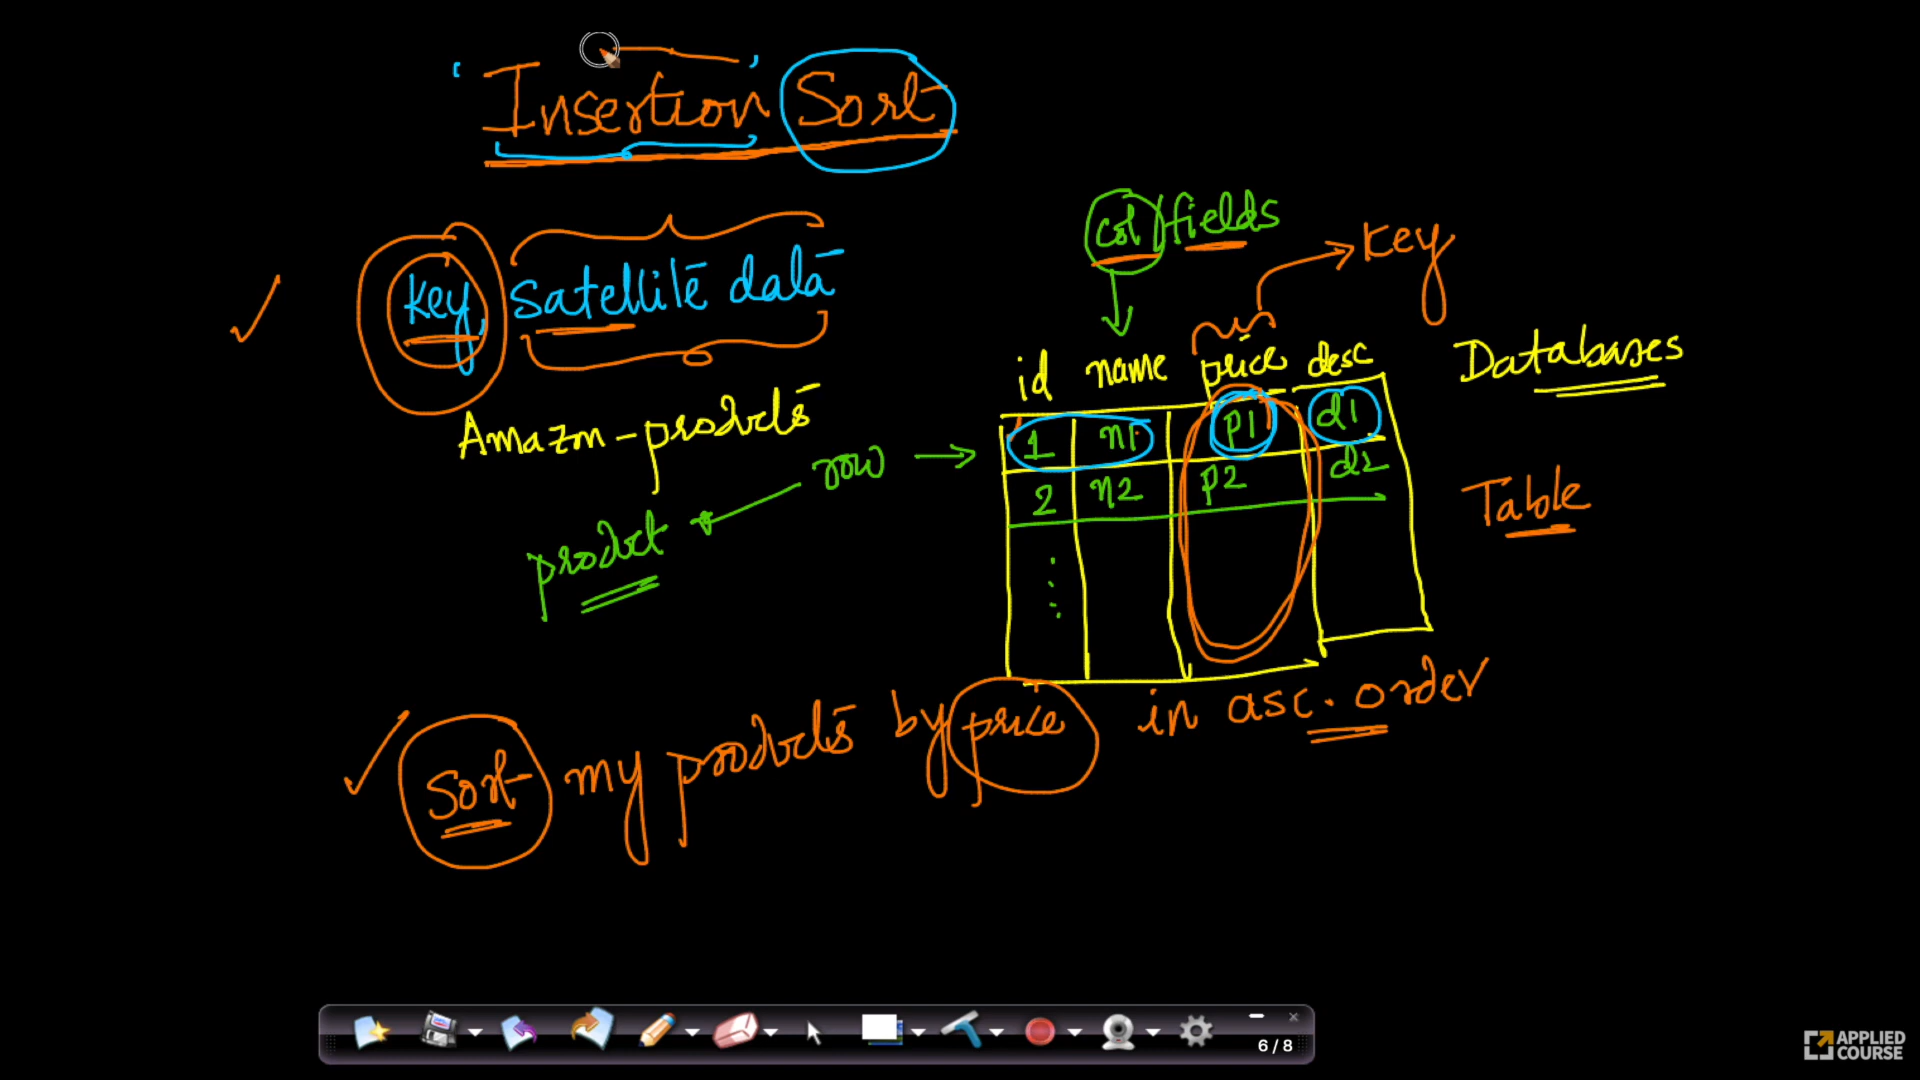 'Insertion' Sort
col/fields
Key
key, satellite data
id name price desc
Databases
Amazon-products
1 n1 p1 d1
row
2 n2 p2 d2
Table
product
Sort my products by price in asc. order
6 / 8
APPLIED
COURSE